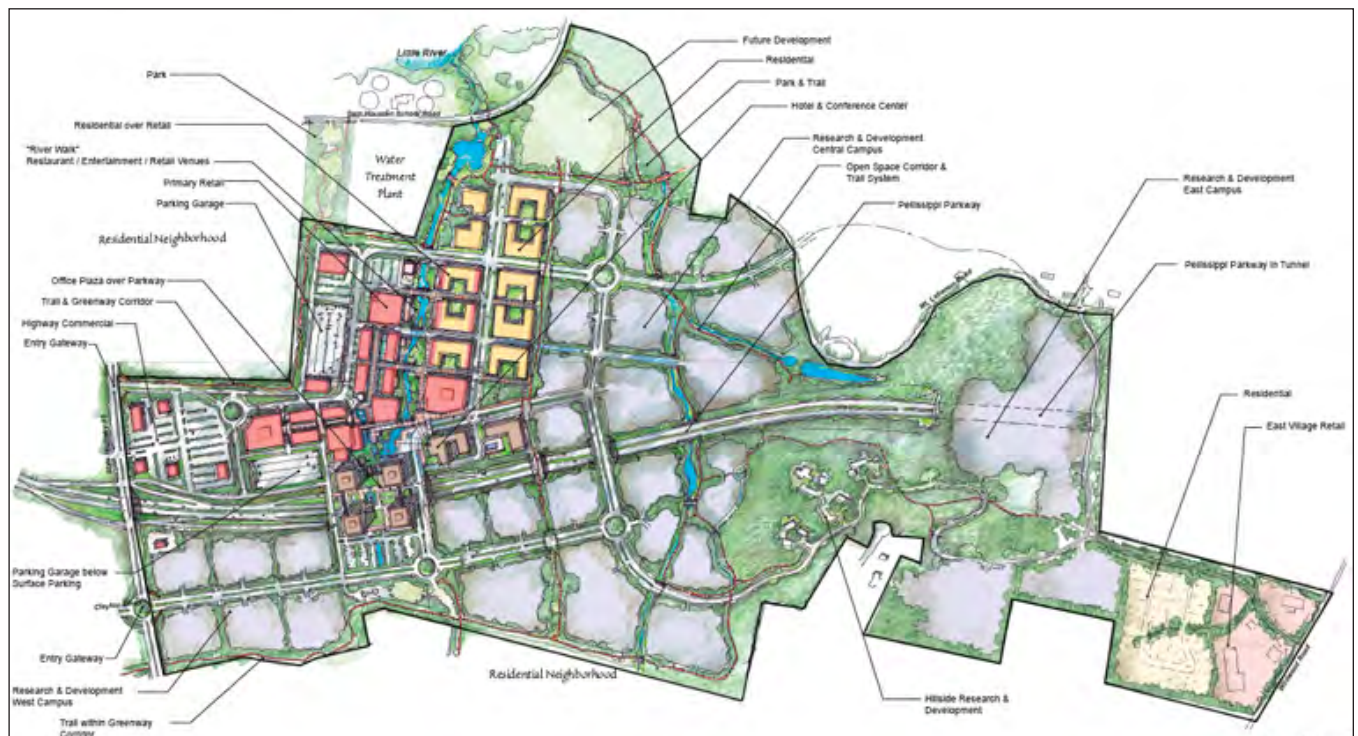 Little River
Park
Residential over Retail
"River Walk"
Restaurant / Entertainment / Retail Venues
Primary Retail
Parking Garage
Residential Neighborhood
Office Plaza over Parkway
Trail & Greenway Corridor
Highway Commercial
Entry Gateway
Water
Treatment
Plant
Future Development
Residential
Park & Trail
Hotel & Conference Center
Research & Development
Central Campus
Open Space Corridor &
Trail System
Pellissippi Parkway
Research & Development
East Campus
Pellissippi Parkway in Tunnel
Residential
East Village Retail
Parking Garage below
Surface Parking
Entry Gateway
Research & Development
West Campus
Trail within Greenway
Corridor
Residential Neighborhood
Hillside Research &
Development